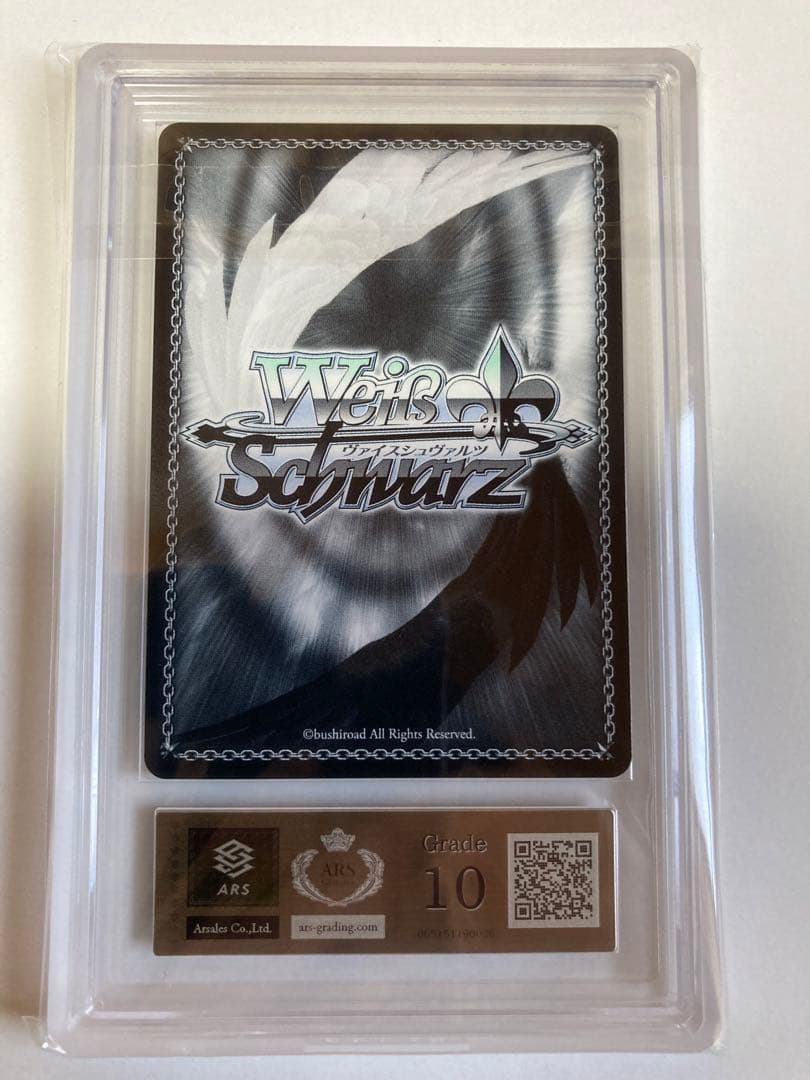 Weiß
ヴァイスシュヴァルツ
Schwarz
©bushiroad All Rights Reserved.
ARS
Arsales Co.,Ltd.
ARS
ars-grading.com
Grade
10